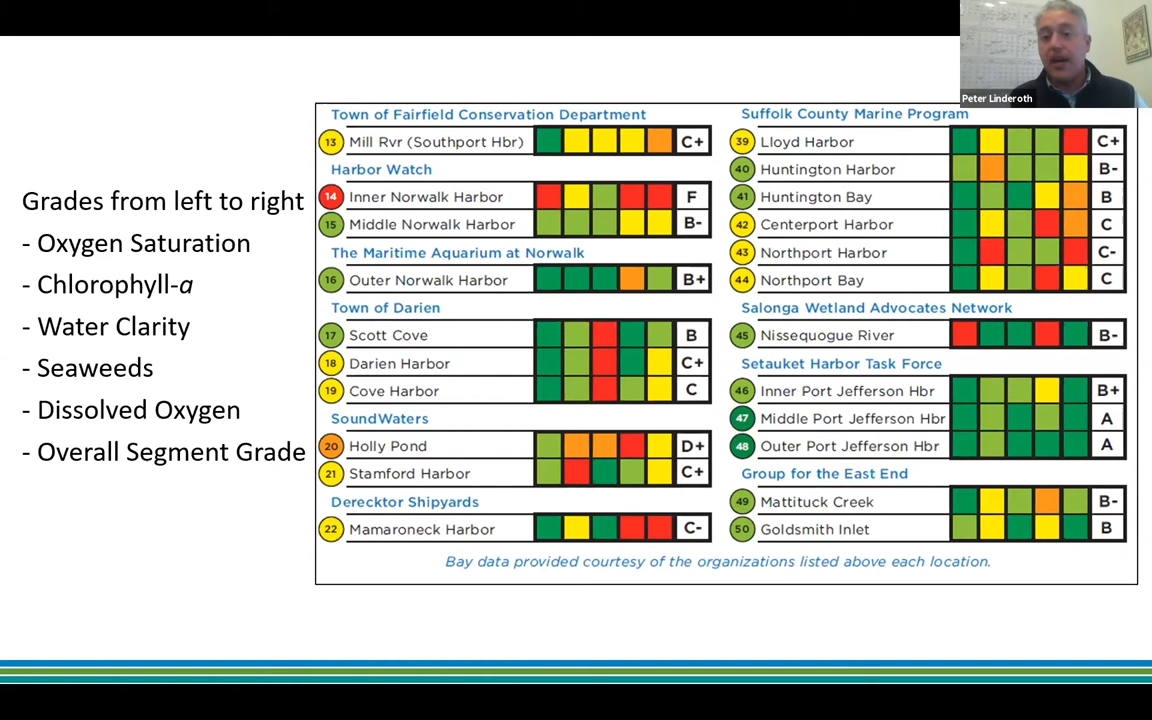 Peter Linderoth
Grades from left to right
- Oxygen Saturation
- Chlorophyll-a
- Water Clarity
- Seaweeds
- Dissolved Oxygen
- Overall Segment Grade
Town of Fairfield Conservation Department
13 Mill Rvr (Southport Hbr) C+
Harbor Watch
14 Inner Norwalk Harbor F
15 Middle Norwalk Harbor B-
The Maritime Aquarium at Norwalk
16 Outer Norwalk Harbor B+
Town of Darien
17 Scott Cove B
18 Darien Harbor C+
19 Cove Harbor C
SoundWaters
20 Holly Pond D+
21 Stamford Harbor C+
Derecktor Shipyards
22 Mamaroneck Harbor C-
Suffolk County Marine Program
39 Lloyd Harbor C+
40 Huntington Harbor B-
41 Huntington Bay B
42 Centerport Harbor C
43 Northport Harbor C-
44 Northport Bay C
Salonga Wetland Advocates Network
45 Nissequogue River B-
Setauket Harbor Task Force
46 Inner Port Jefferson Hbr B+
47 Middle Port Jefferson Hbr A
48 Outer Port Jefferson Hbr A
Group for the East End
49 Mattituck Creek B-
50 Goldsmith Inlet B
Bay data provided courtesy of the organizations listed above each location.